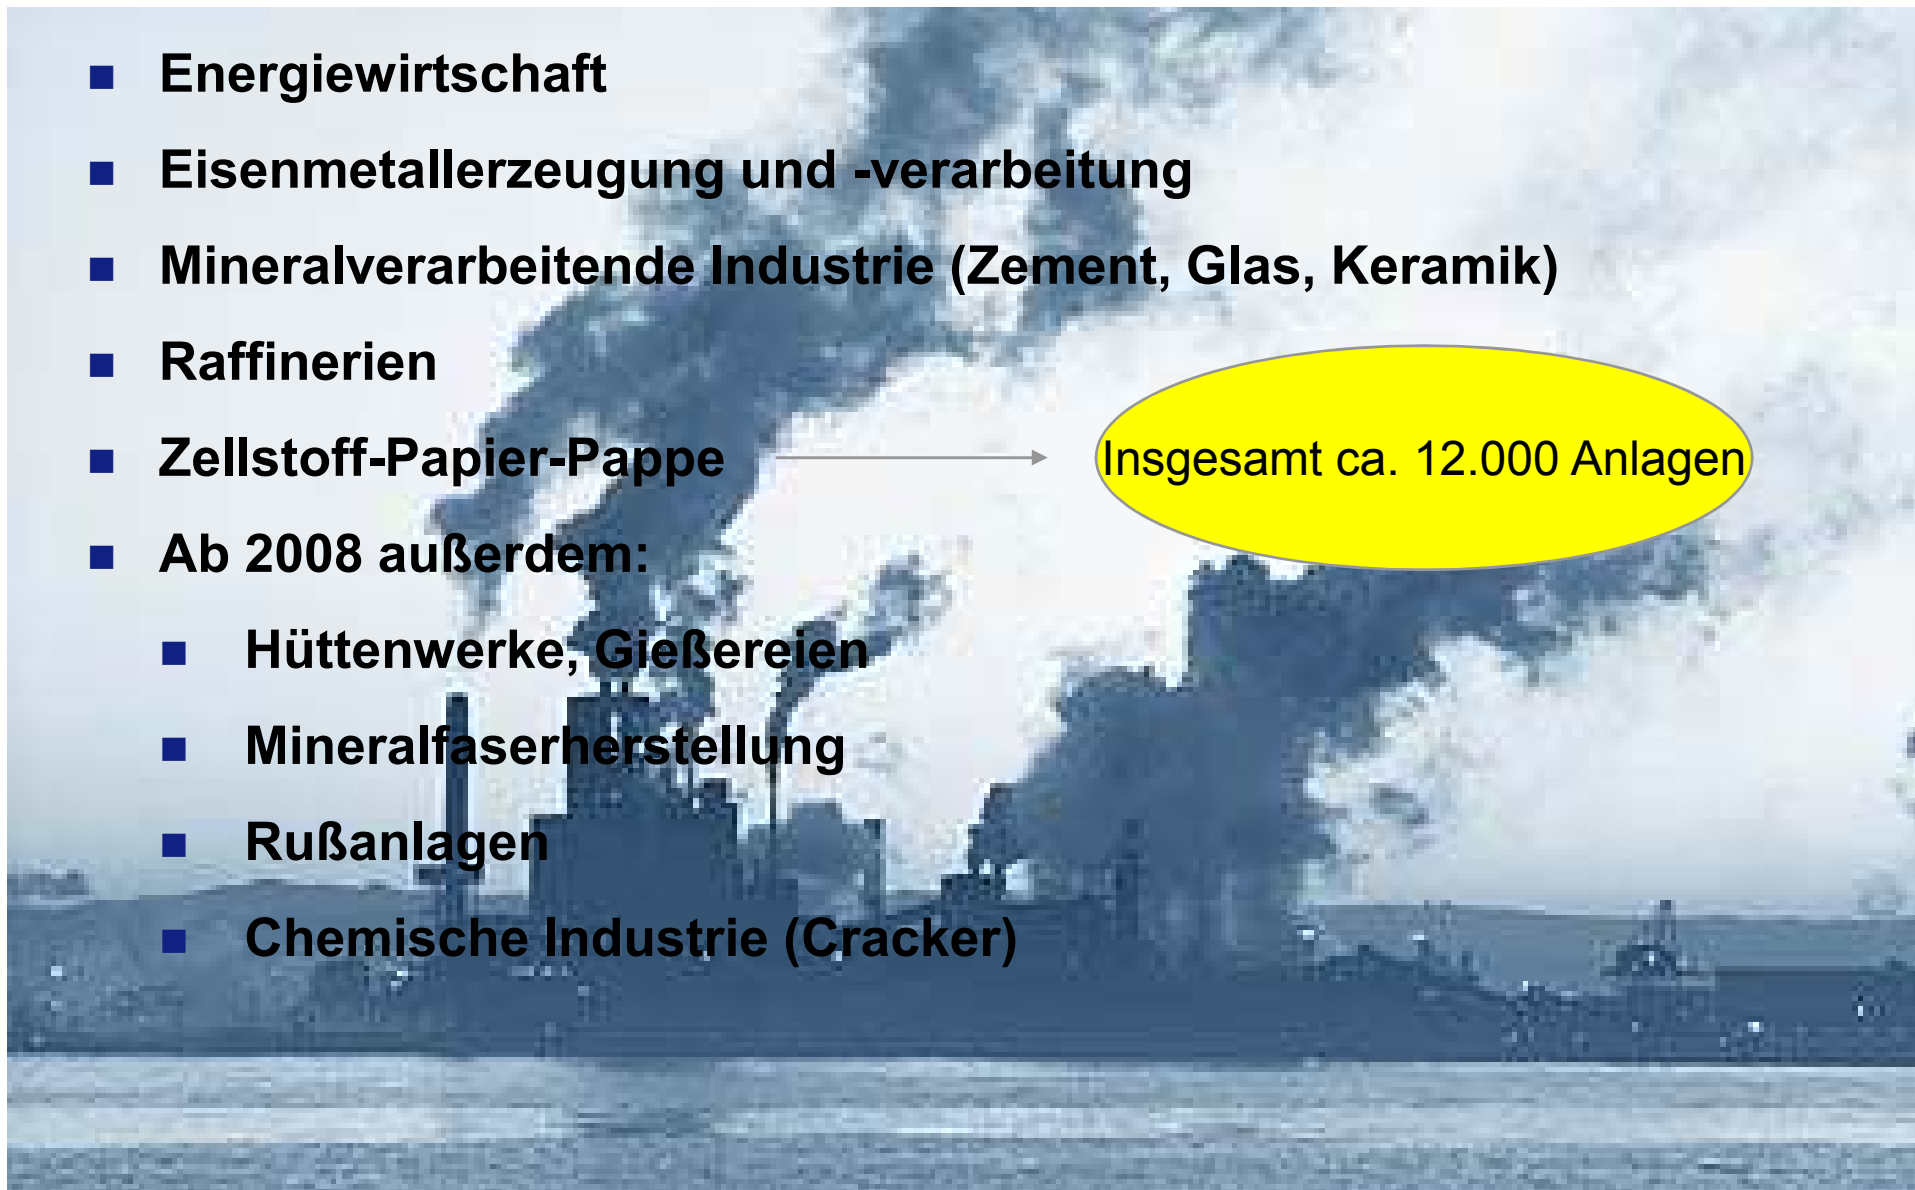 Energiewirtschaft
Eisenmetallerzeugung und -verarbeitung
Mineralverarbeitende Industrie (Zement, Glas, Keramik)
Raffinerien
Zellstoff-Papier-Pappe
Insgesamt ca. 12.000 Anlagen
Ab 2008 außerdem:
Hüttenwerke, Gießereien
Mineralfaserherstellung
Rußanlagen
Chemische Industrie (Cracker)